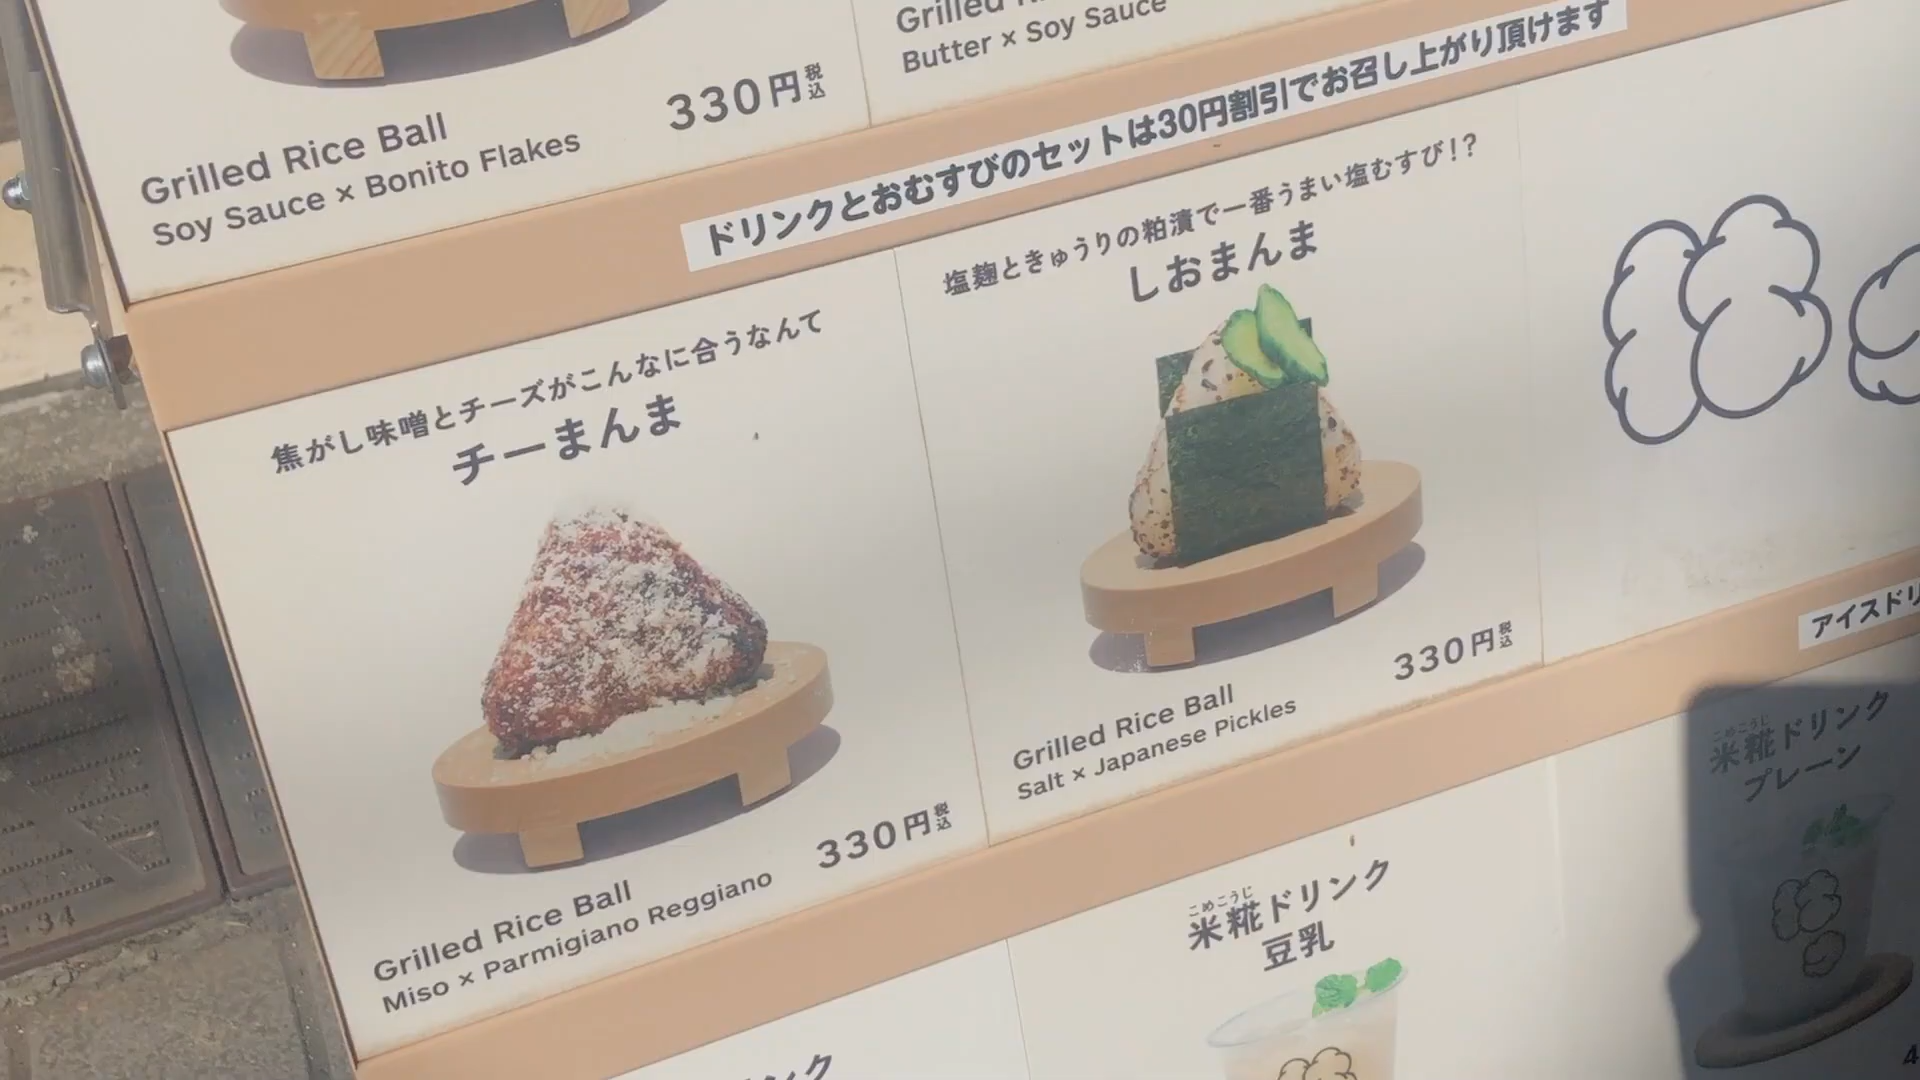 330円税込
Grilled Rice Ball
Soy Sauce × Bonito Flakes
Grilled
Butter × Soy Sauce
ドリンクとおむすびのセットは30円割引でお召し上がり頂けます
焦がし味噌とチーズがこんなに合うなんて
チーまんま
330円税込
Grilled Rice Ball
Miso × Parmigiano Reggiano
塩麹ときゅうりの粕漬で一番うまい塩むすび!?
しおまんま
330円税込
Grilled Rice Ball
Salt × Japanese Pickles
アイスドリ
こめこうじ
米糀ドリンク
豆乳
こめこうじ
米糀ドリンク
プレーン
34